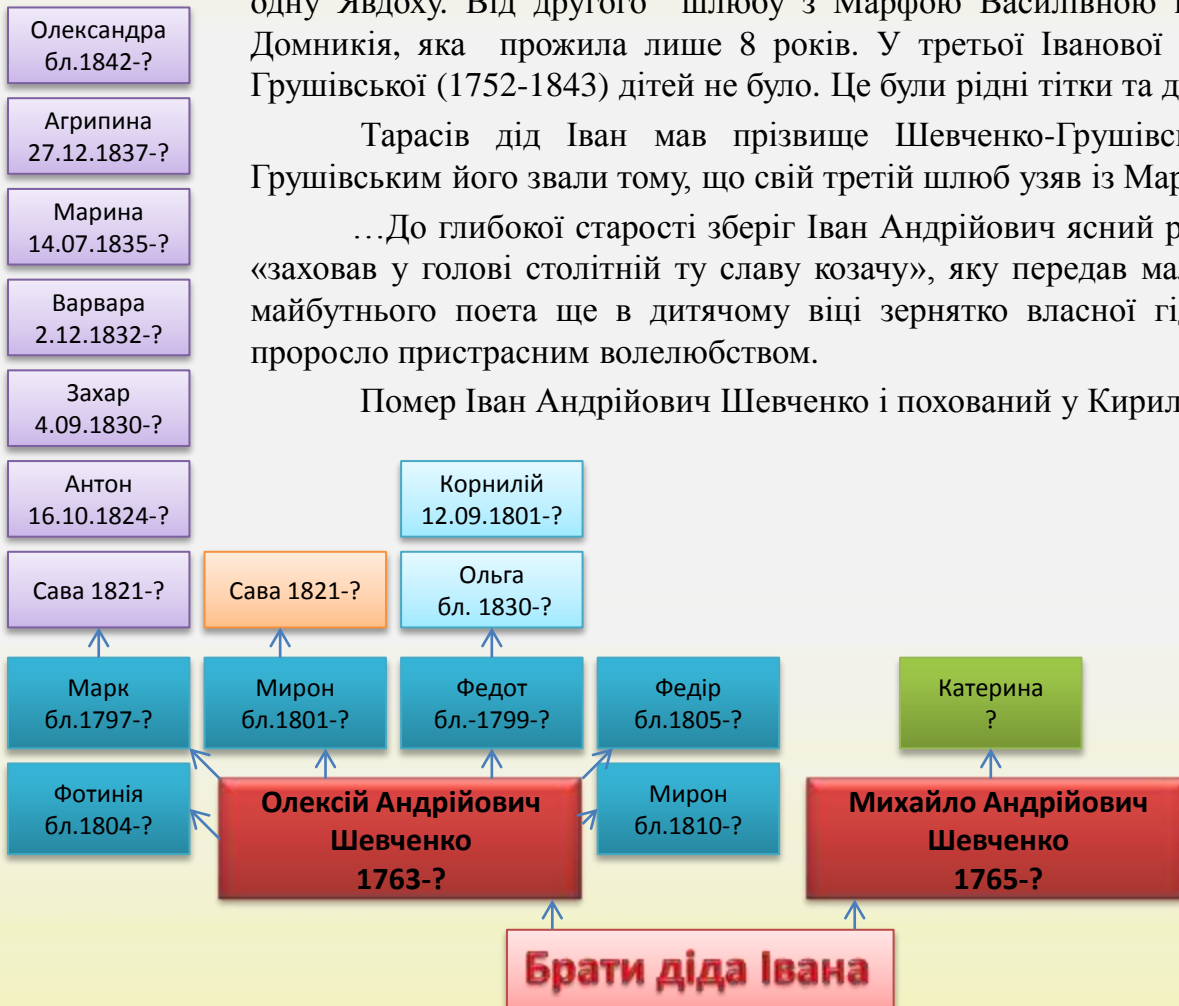 одну Явдоху. Від другого шлюбу з Марфою Василівною
Домникія, яка прожила лише 8 років. У третьої Іванової
Грушівської (1752-1843) дітей не було. Це були рідні тітки та
Тарасів дід Іван мав прізвище
Грушівським його звали тому, що свій третій шлюб узяв із
…До глибокої старості зберіг Іван Андрійович ясний
«заховав у голові столітній ту славу козачу», яку передав
майбутнього поета ще в дитячому віці зернятко власної
проросло пристрасним волелюбством.
Помер Іван Андрійович Шевченко і похований у
Олександра
бл.1842-?
Агрипина
27.12.1837-?
Марина
14.07.1835-?
Варвара
2.12.1832-?
Захар
4.09.1830-?
Антон
16.10.1824-?
Корнилій
12.09.1801-?
Сава 1821-?
Сава 1821-?
Ольга
бл. 1830-?
Марк
бл.1797-?
Мирон
бл.1801-?
Федот
бл.-1799-?
Федір
бл.1805-?
Катерина
?
Фотинія
бл.1804-?
Олексій Андрійович
Шевченко
1763-?
Мирон
бл.1810-?
Михайло Андрійович
Шевченко
1765-?
Брати діда Івана